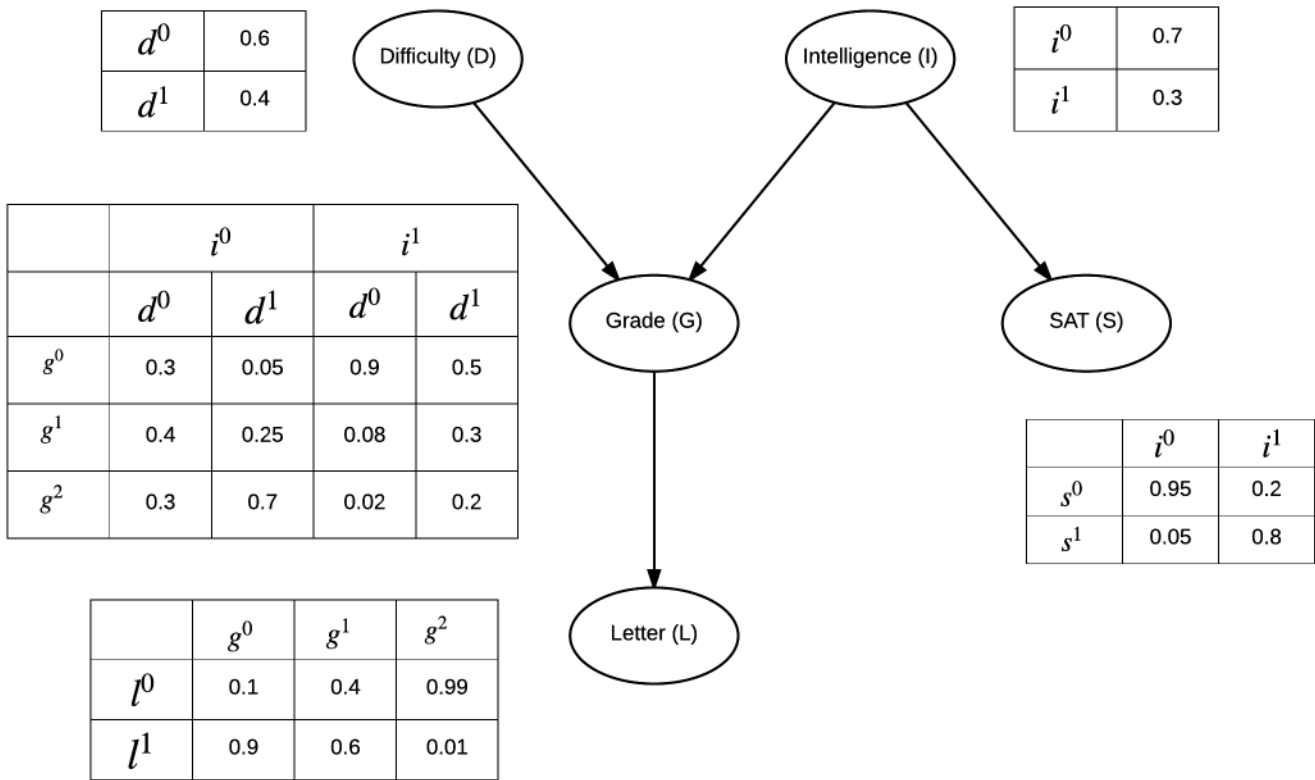 d⁰ 0.6
d¹ 0.4
Difficulty (D)
Intelligence (I)
i⁰ 0.7
i¹ 0.3
i⁰ i¹
d⁰ d¹ d⁰ d¹
g⁰ 0.3 0.05 0.9 0.5
g¹ 0.4 0.25 0.08 0.3
g² 0.3 0.7 0.02 0.2
Grade (G)
SAT (S)
i⁰ i¹
s⁰ 0.95 0.2
s¹ 0.05 0.8
g⁰ g¹ g²
l⁰ 0.1 0.4 0.99
l¹ 0.9 0.6 0.01
Letter (L)